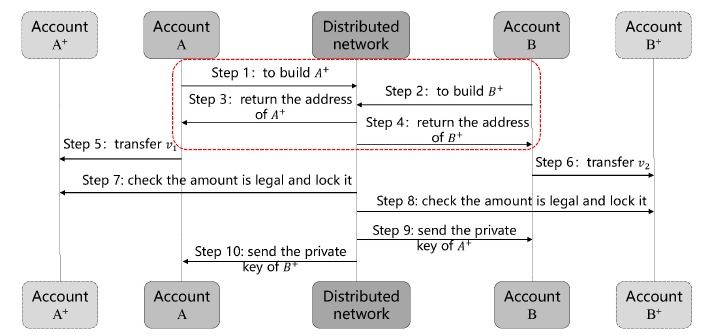 Account
A⁺
Account
A
Distributed
network
Account
B
Account
B⁺
Step 1：to build A⁺
Step 2：to build B⁺
Step 3：return the address
of A⁺
Step 4：return the address
of B⁺
Step 5：transfer v₁
Step 6：transfer v₂
Step 7: check the amount is legal and lock it
Step 8: check the amount is legal and lock it
Step 9: send the private
key of A⁺
Step 10: send the private
key of B⁺
Account
A⁺
Account
A
Distributed
network
Account
B
Account
B⁺